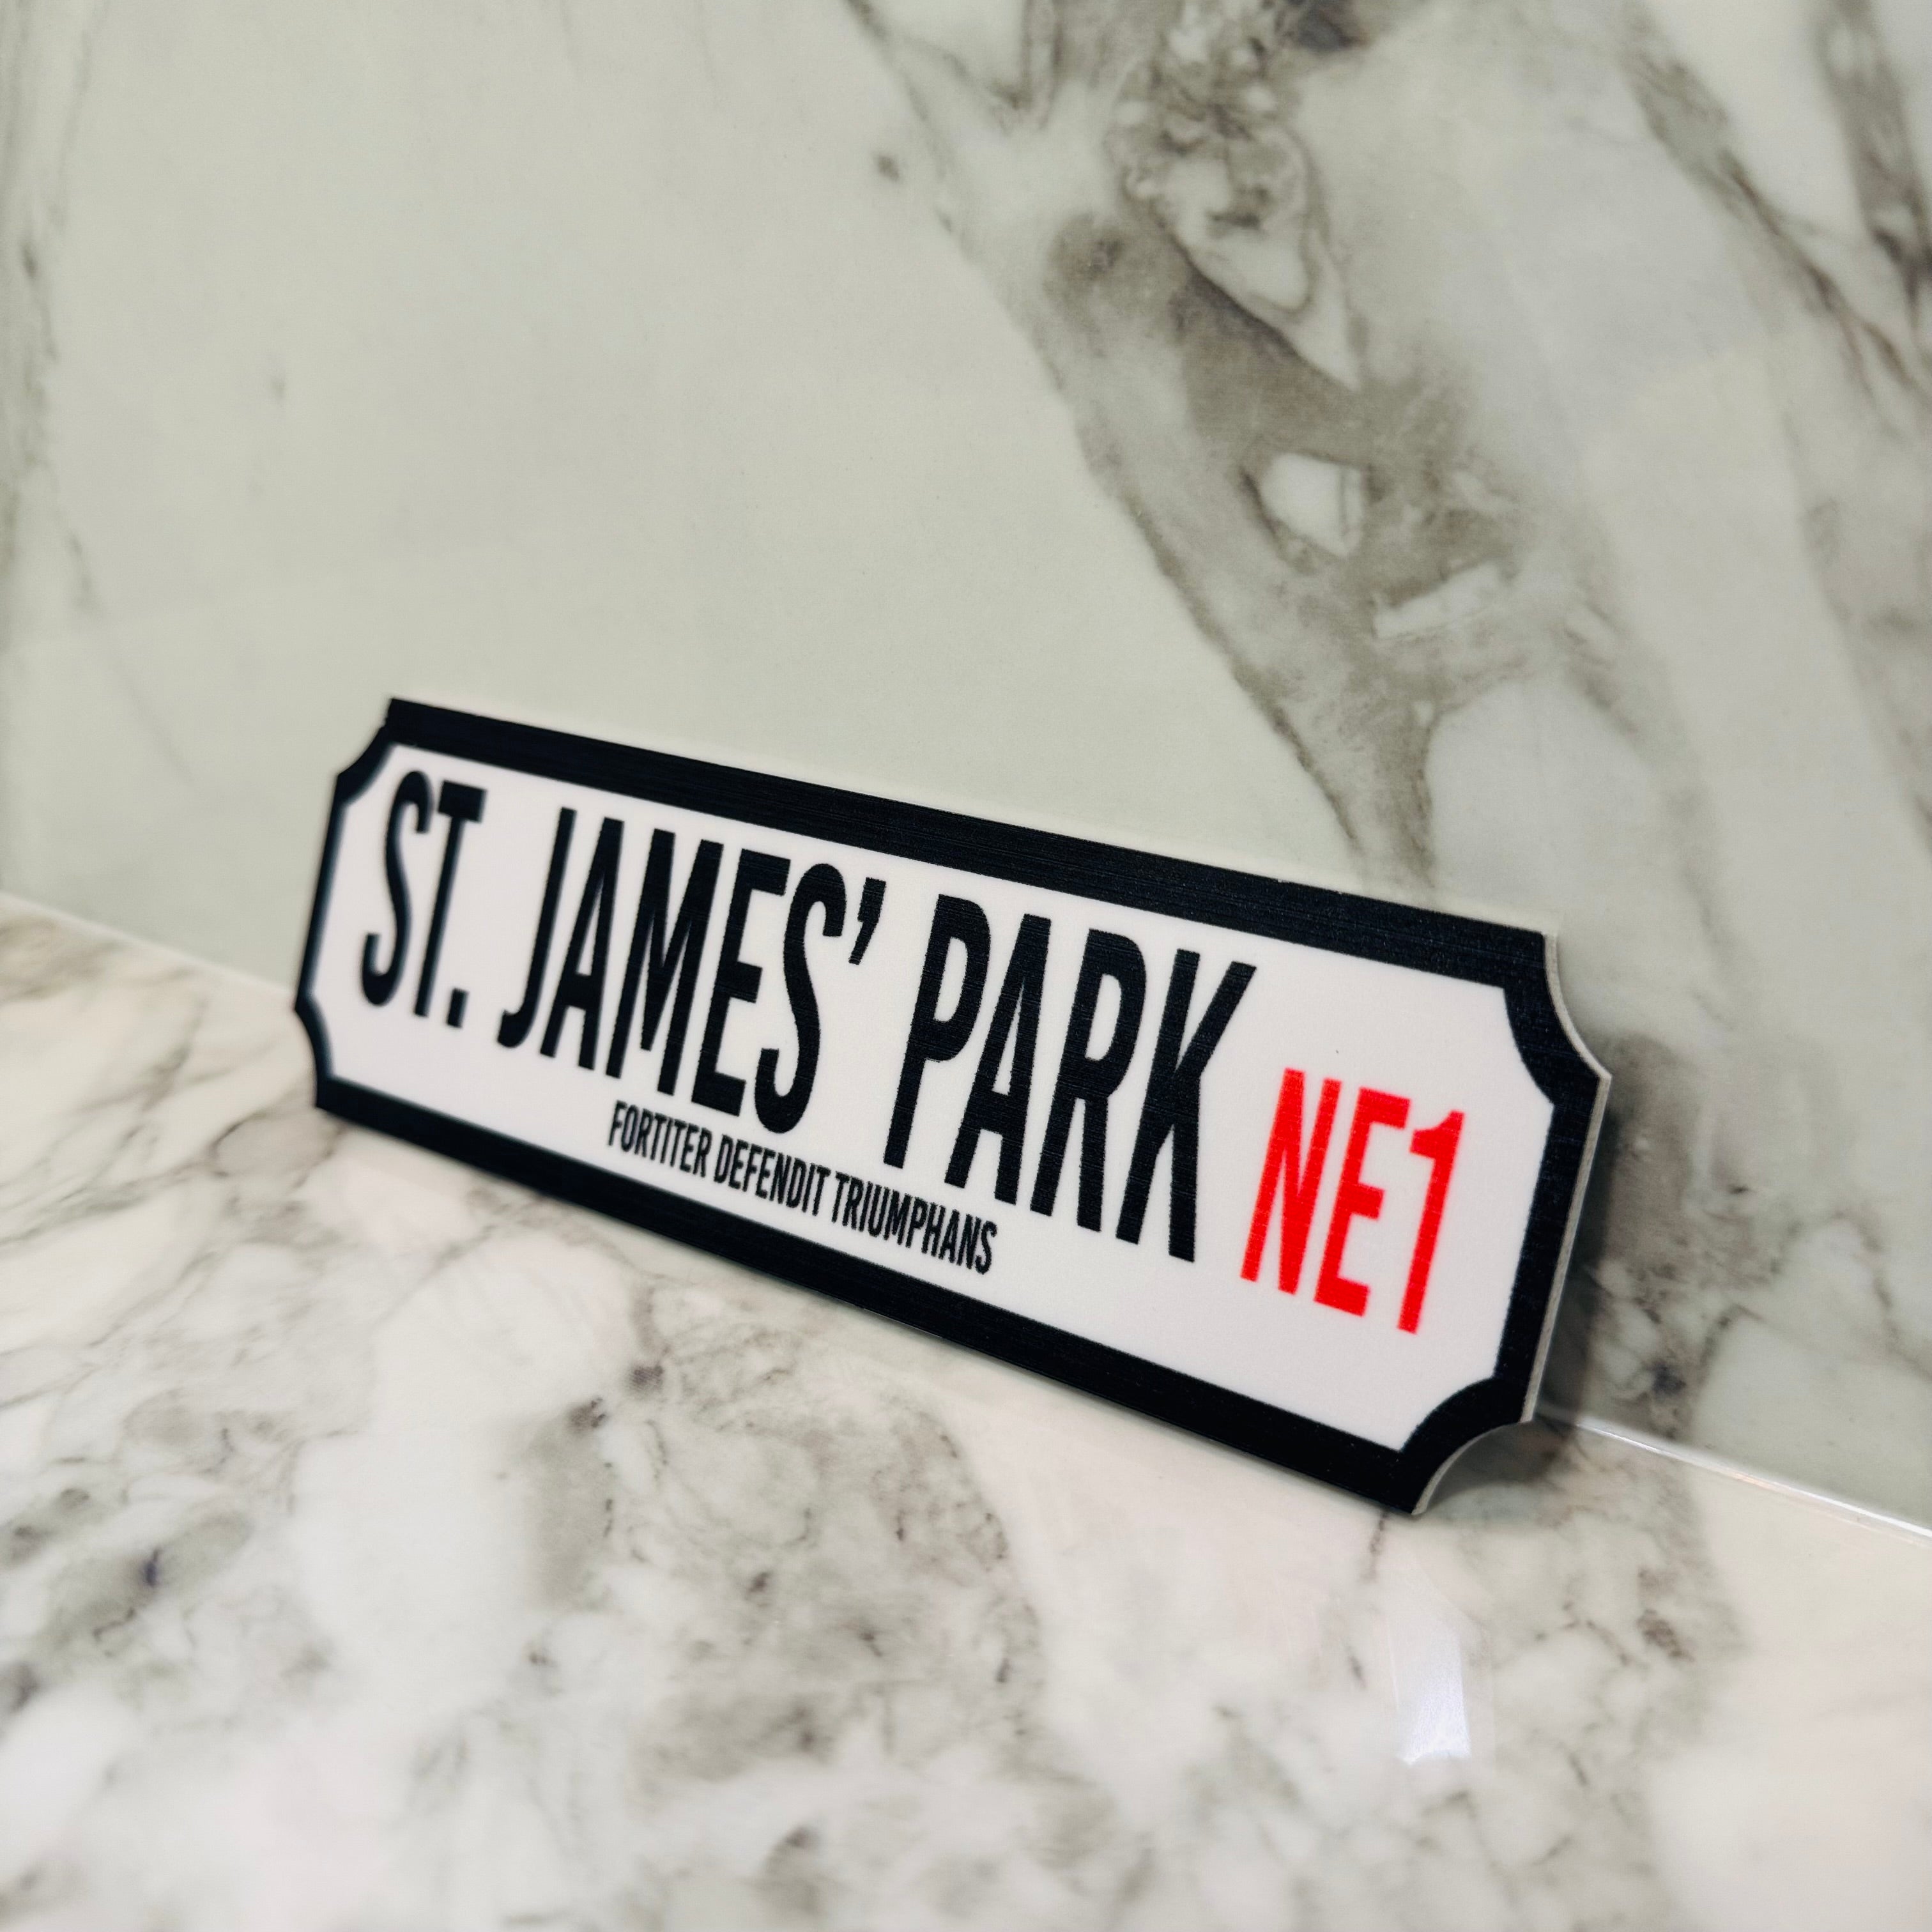 ST. JAMES' PARK NE1
FORTITER DEFENDIT TRIUMPHANS